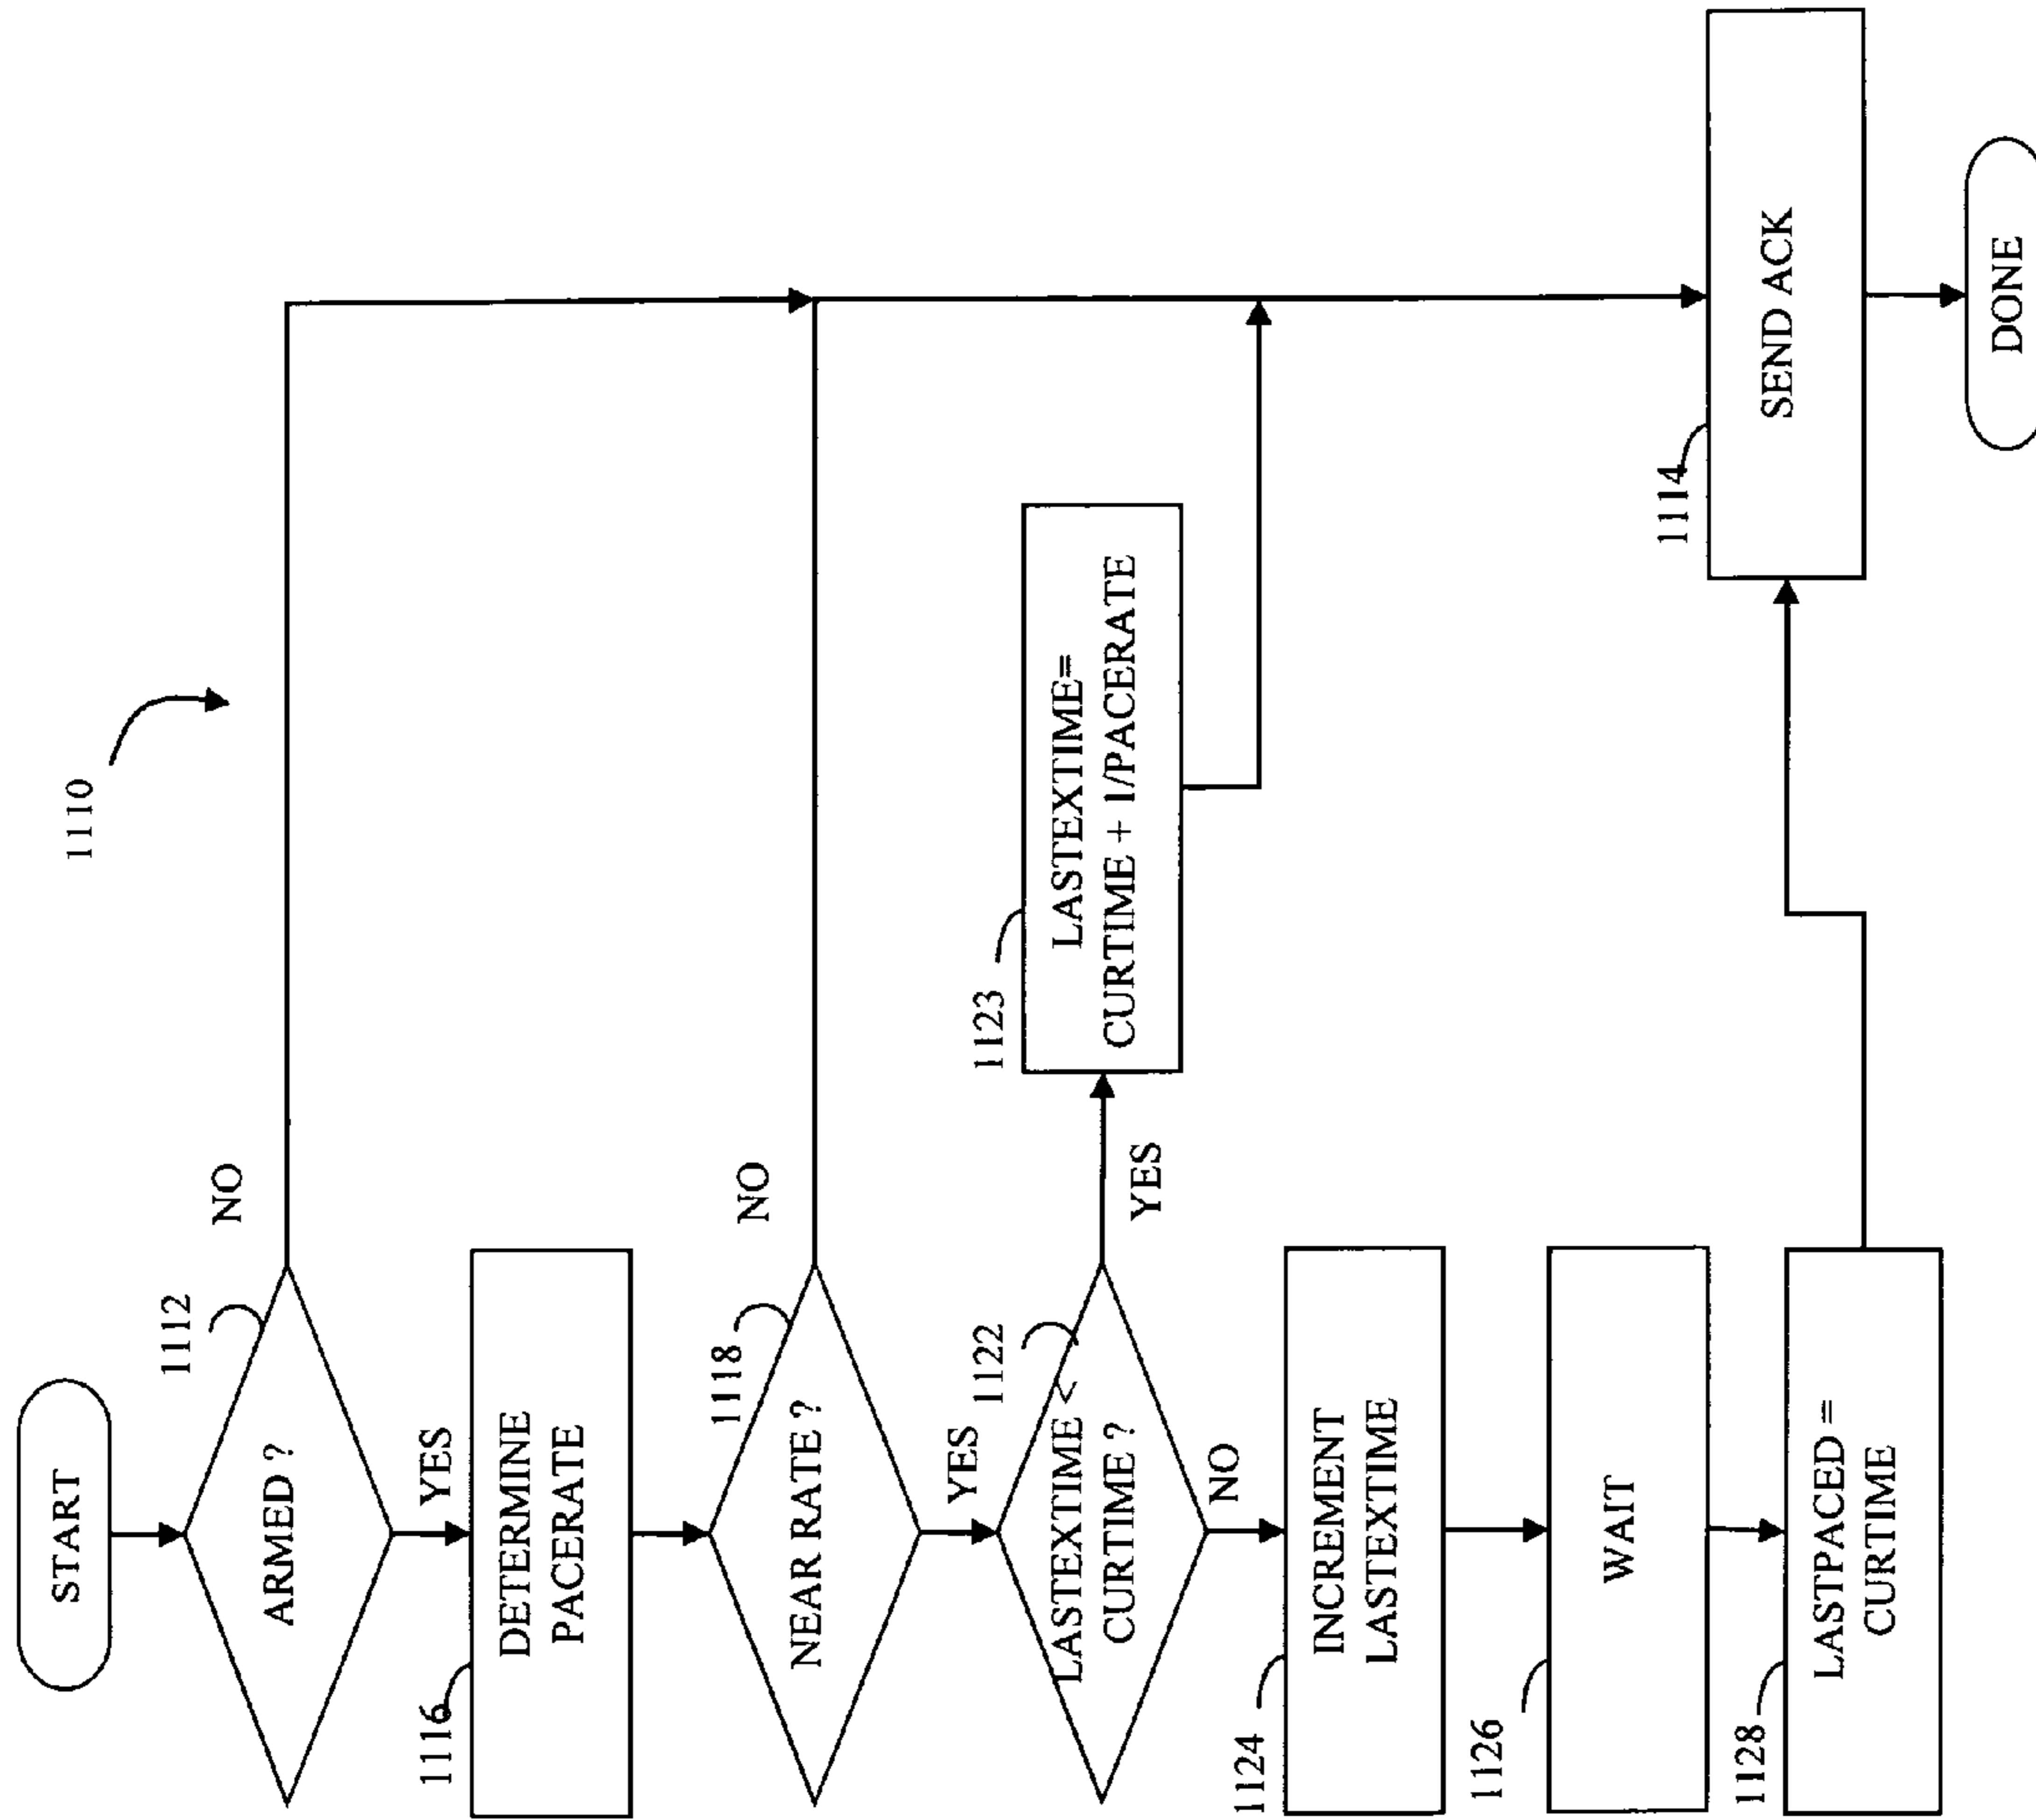 1110
START
1112
ARMED ?
NO
YES
1116
DETERMINE
PACERATE
1118
NEAR RATE ?
NO
YES
1122
LASTEXTIME <
CURTIME ?
YES
NO
1123
LASTEXTIME=
CURTIME + 1/PACERATE
1124
INCREMENT
LASTEXTIME
1126
WAIT
1128
LASTPACED =
CURTIME
1114
SEND ACK
DONE